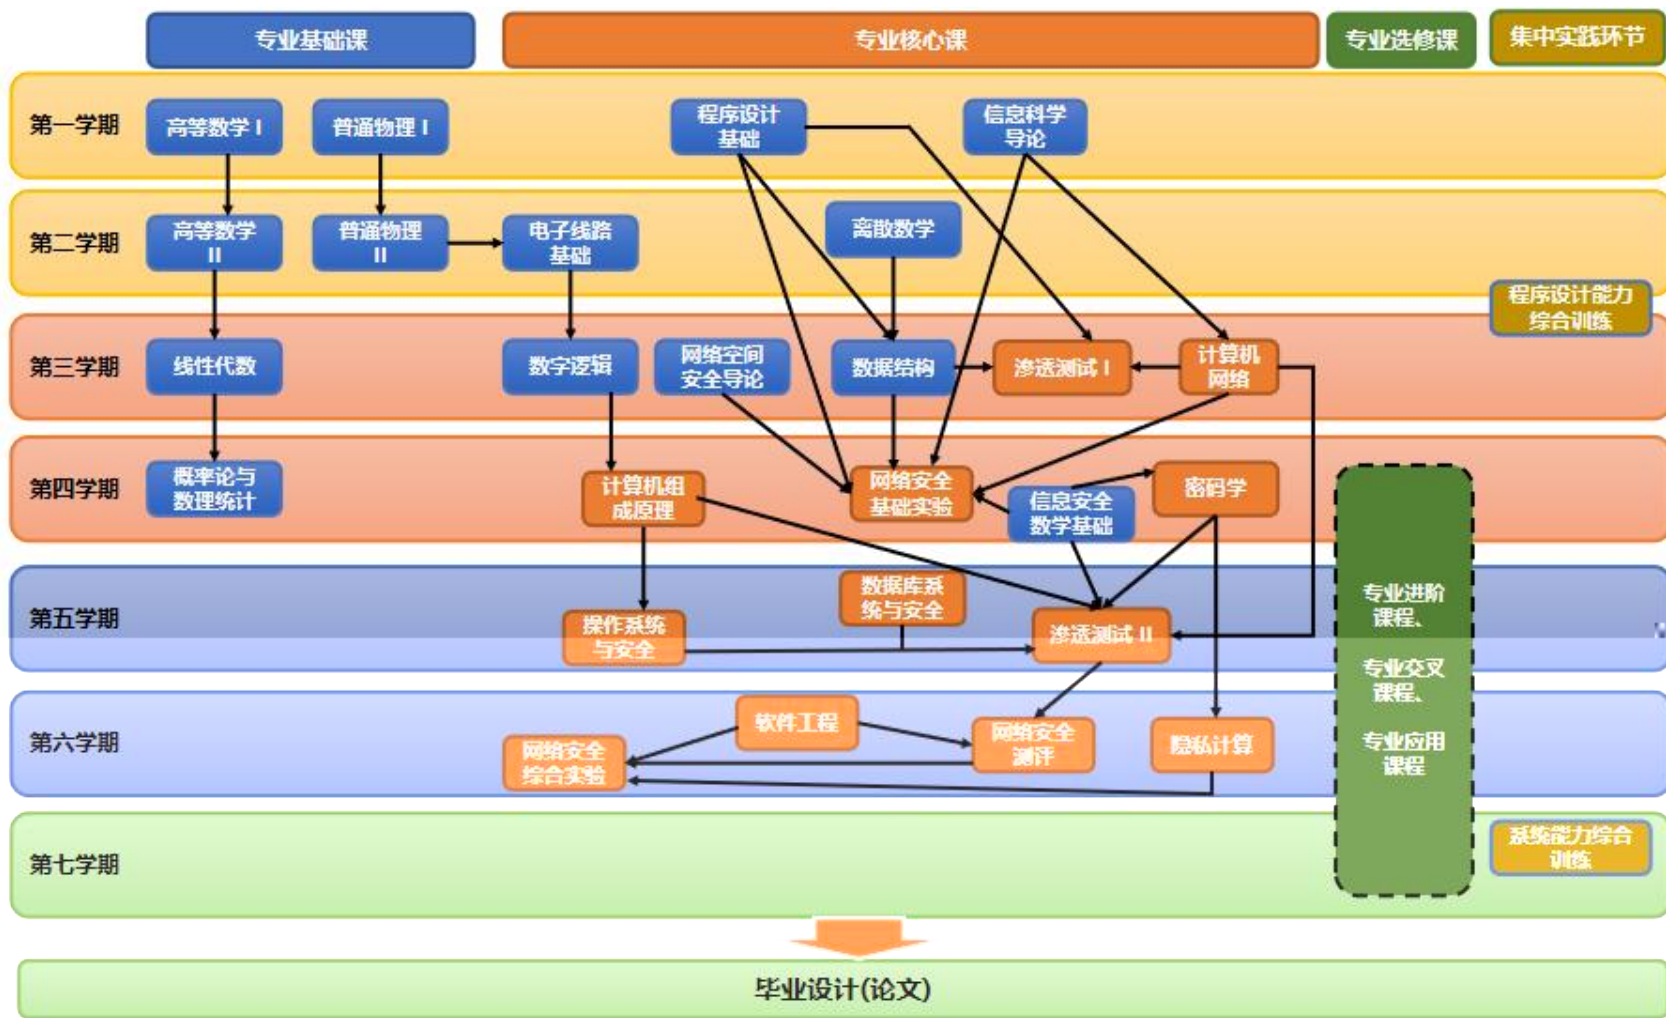 专业基础课
专业核心课
专业选修课
集中实践环节
第一学期
高等数学 I
普通物理 I
程序设计
基础
信息科学
导论
第二学期
高等数学
II
普通物理
II
电子线路
基础
离散数学
程序设计能力
综合训练
第三学期
线性代数
数字逻辑
网络空间
安全导论
数据结构
渗透测试 I
计算机
网络
第四学期
概率论与
数理统计
计算机组
成原理
网络安全
基础实验
信息安全
数学基础
密码学
第五学期
操作系统
与安全
数据库系
统与安全
渗透测试 II
专业进阶
课程、
专业交叉
课程、
专业应用
课程
第六学期
网络安全
综合实验
软件工程
网络安全
测评
隐私计算
第七学期
系统能力综合
训练
毕业设计(论文)